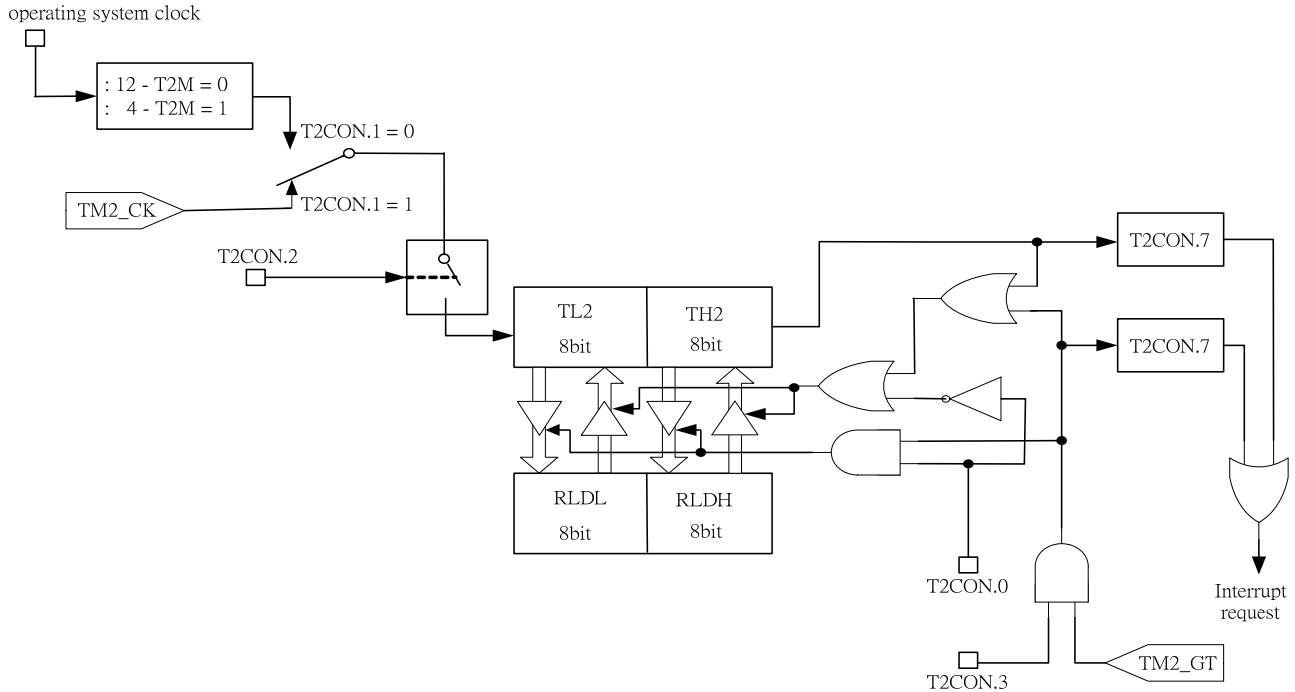 operating system clock
: 12 - T2M = 0
: 4 - T2M = 1
T2CON.1 = 0
TM2_CK
T2CON.1 = 1
T2CON.2
T2CON.7
TL2
8bit
TH2
8bit
T2CON.7
RLDL
8bit
RLDH
8bit
T2CON.0
Interrupt
request
T2CON.3
TM2_GT